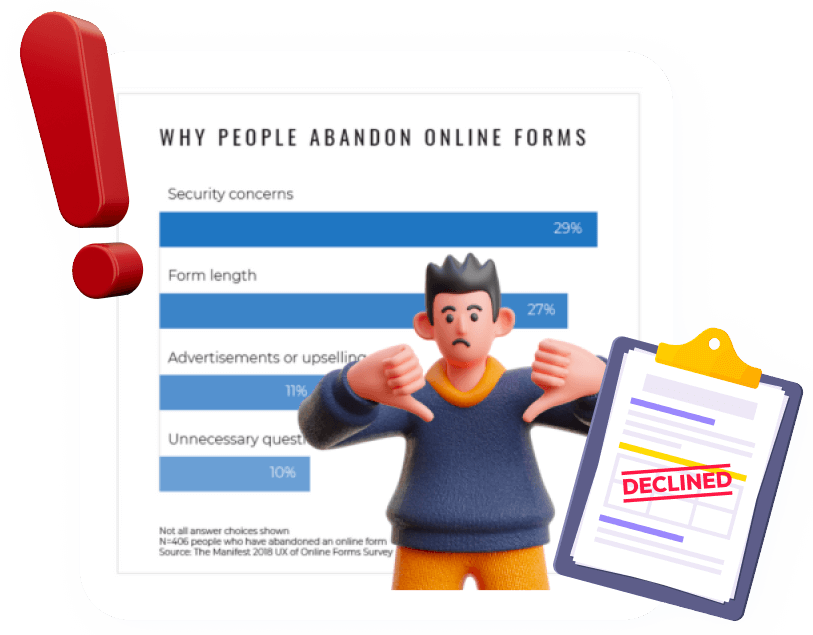 WHY PEOPLE ABANDON ONLINE FORMS
Security concerns
29%
Form length
27%
Advertisements or upselling
11%
Unnecessary
10%
Not all answer choices shown
N=406 people who have abandoned an online form
Source: The Manifest 2018 UX of Online Forms Survey
DECLINED